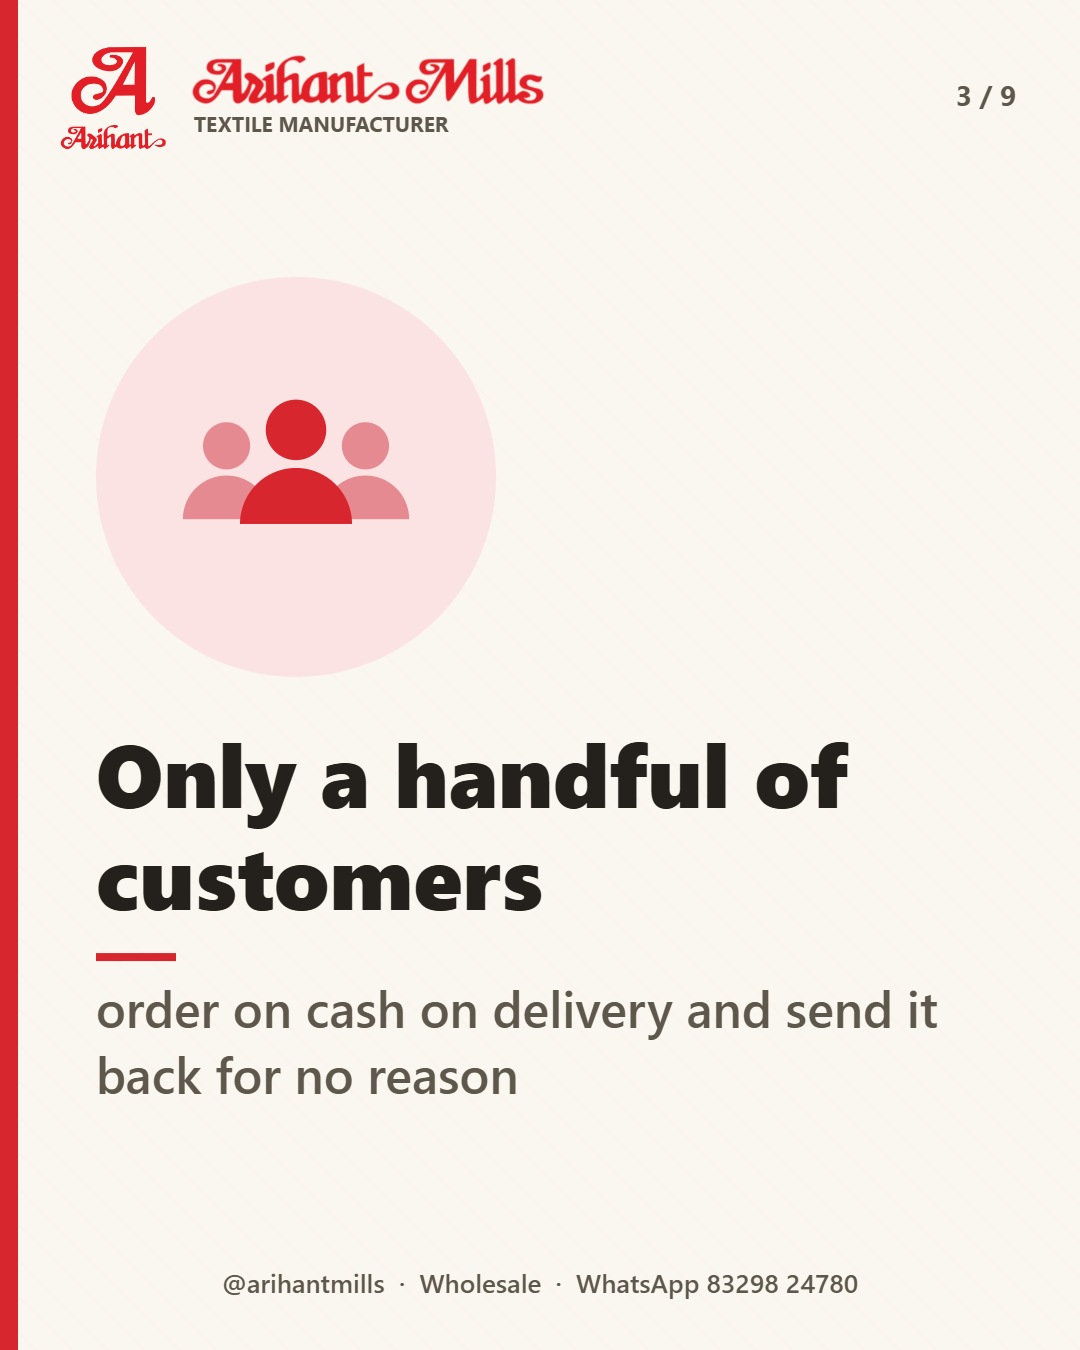 A
Arihant
Arihant Mills
TEXTILE MANUFACTURER
3 / 9
Only a handful of
customers
order on cash on delivery and send it
back for no reason
@arihantmills · Wholesale · WhatsApp 83298 24780